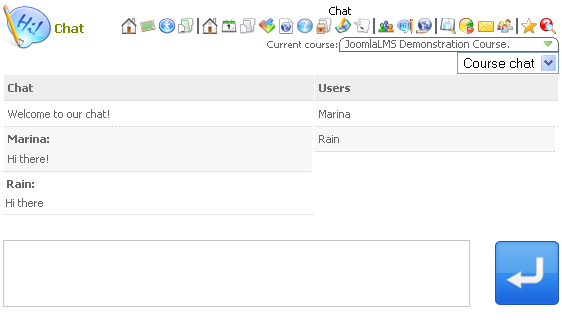 Chat
Hi! Chat
Current course: JoomlaLMS Demonstration Course.
Course chat
Chat Users
Welcome to our chat! Marina
Marina: Rain
Hi there!
Rain:
Hi there